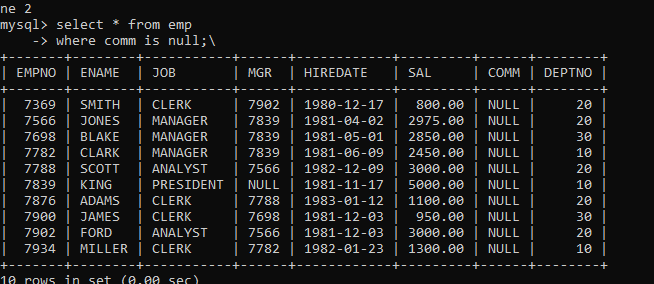 ne 2
mysql> select * from emp
    -> where comm is null;\
+-------+--------+-----------+------+------------+---------+------+--------+
| EMPNO | ENAME  | JOB       | MGR  | HIREDATE   | SAL     | COMM | DEPTNO |
+-------+--------+-----------+------+------------+---------+------+--------+
|  7369 | SMITH  | CLERK     | 7902 | 1980-12-17 |  800.00 | NULL |     20 |
|  7566 | JONES  | MANAGER   | 7839 | 1981-04-02 | 2975.00 | NULL |     20 |
|  7698 | BLAKE  | MANAGER   | 7839 | 1981-05-01 | 2850.00 | NULL |     30 |
|  7782 | CLARK  | MANAGER   | 7839 | 1981-06-09 | 2450.00 | NULL |     10 |
|  7788 | SCOTT  | ANALYST   | 7566 | 1982-12-09 | 3000.00 | NULL |     20 |
|  7839 | KING   | PRESIDENT | NULL | 1981-11-17 | 5000.00 | NULL |     10 |
|  7876 | ADAMS  | CLERK     | 7788 | 1983-01-12 | 1100.00 | NULL |     20 |
|  7900 | JAMES  | CLERK     | 7698 | 1981-12-03 |  950.00 | NULL |     30 |
|  7902 | FORD   | ANALYST   | 7566 | 1981-12-03 | 3000.00 | NULL |     20 |
|  7934 | MILLER | CLERK     | 7782 | 1982-01-23 | 1300.00 | NULL |     10 |
+-------+--------+-----------+------+------------+---------+------+--------+
10 rows in set (0.00 sec)